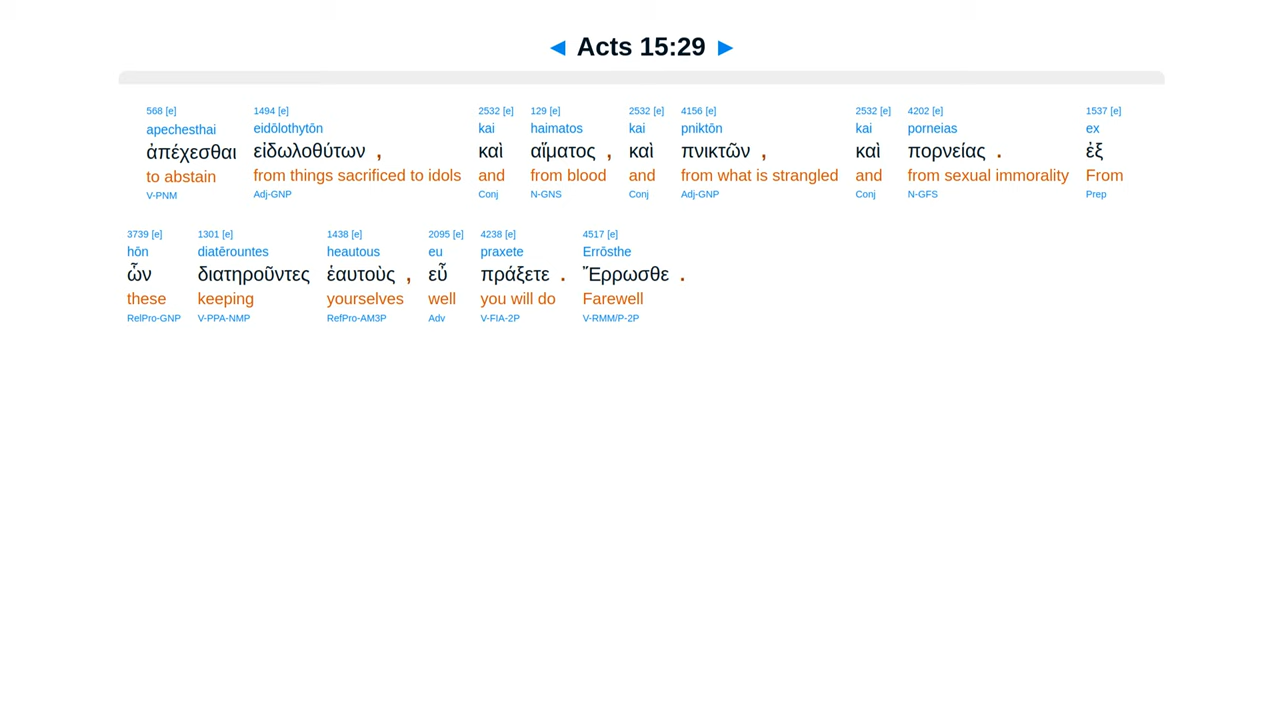 ◄ Acts 15:29 ►
568 [e] 1494 [e] 2532 [e] 129 [e] 2532 [e] 4156 [e] 2532 [e] 4202 [e] 1537 [e]
apechesthai eidōlothytōn kai haimatos kai pniktōn kai porneias ex
ἀπέχεσθαι εἰδωλοθύτων , καὶ αἵματος , καὶ πνικτῶν , καὶ πορνείας . ἐξ
to abstain from things sacrificed to idols and from blood and from what is strangled and from sexual immorality From
V-PNM Adj-GNP Conj N-GNS Conj Adj-GNP Conj N-GFS Prep
3739 [e] 1301 [e] 1438 [e] 2095 [e] 4238 [e] 4517 [e]
hōn diatērountes heautous eu praxete Errōsthe
ὧν διατηροῦντες ἑαυτοὺς , εὖ πράξετε . Ἔρρωσθε .
these keeping yourselves well you will do Farewell
RelPro-GNP V-PPA-NMP RefPro-AM3P Adv V-FIA-2P V-RMM/P-2P